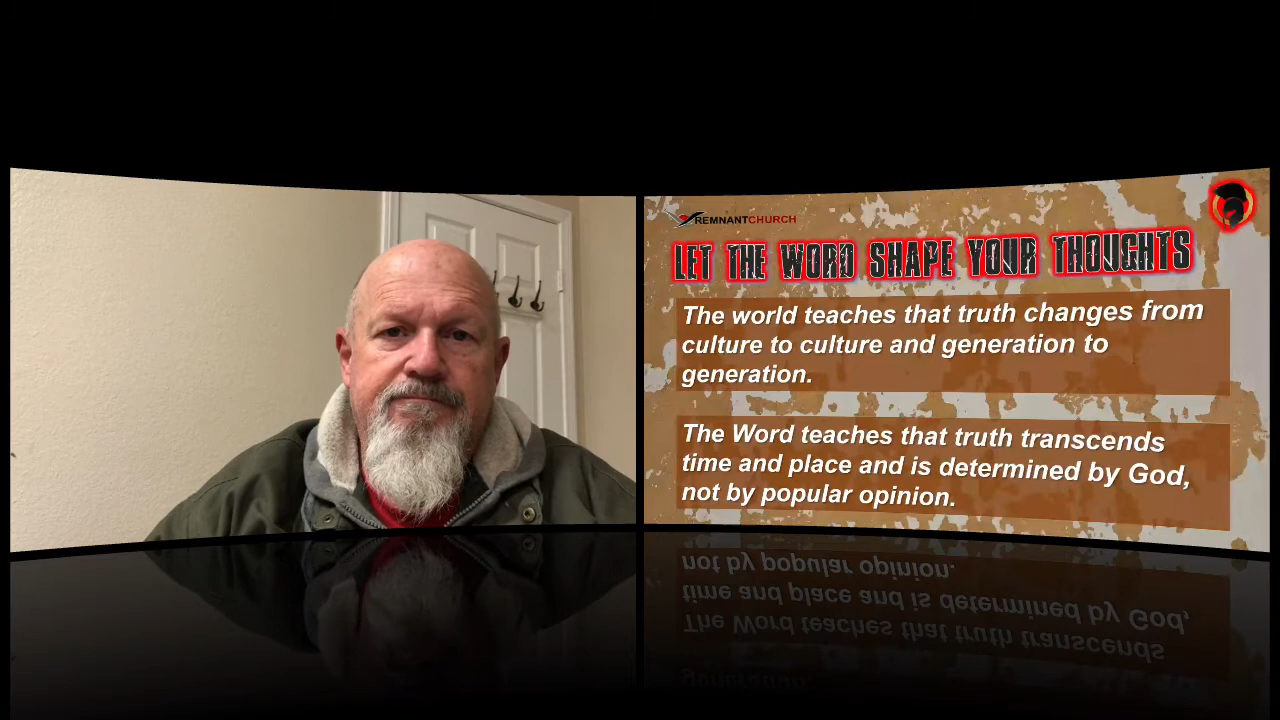 REMNANTCHURCH
LET THE WORD SHAPE YOUR THOUGHTS
The world teaches that truth changes from
culture to culture and generation to
generation.
The Word teaches that truth transcends
time and place and is determined by God,
not by popular opinion.